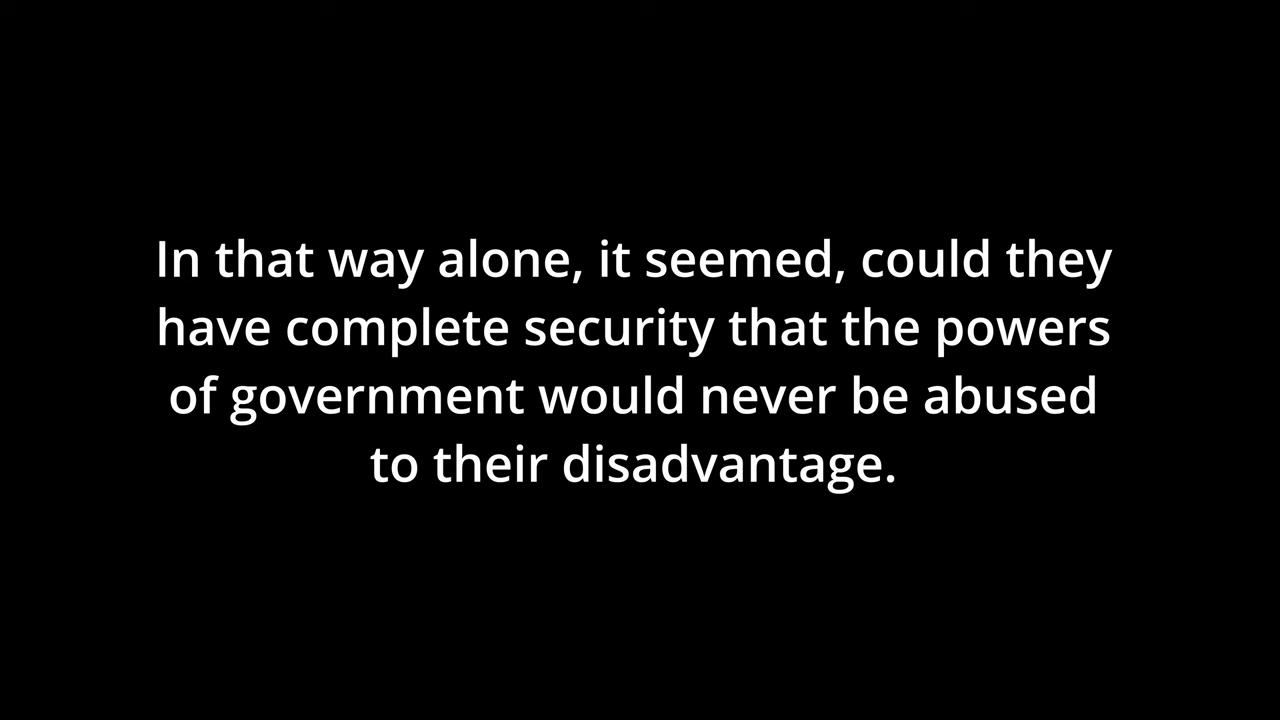 In that way alone, it seemed, could they
have complete security that the powers
of government would never be abused
to their disadvantage.